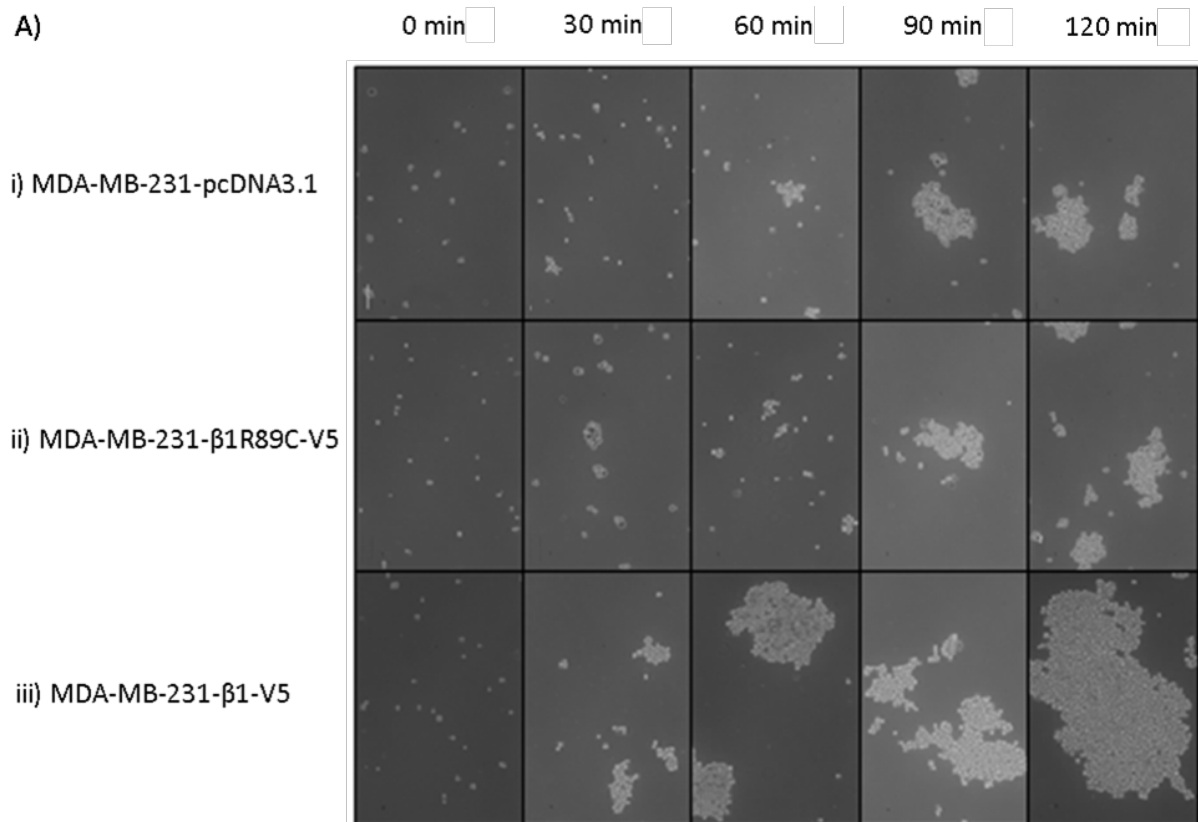 A)
0 min 30 min 60 min 90 min 120 min
i) MDA-MB-231-pcDNA3.1
ii) MDA-MB-231-β1R89C-V5
iii) MDA-MB-231-β1-V5